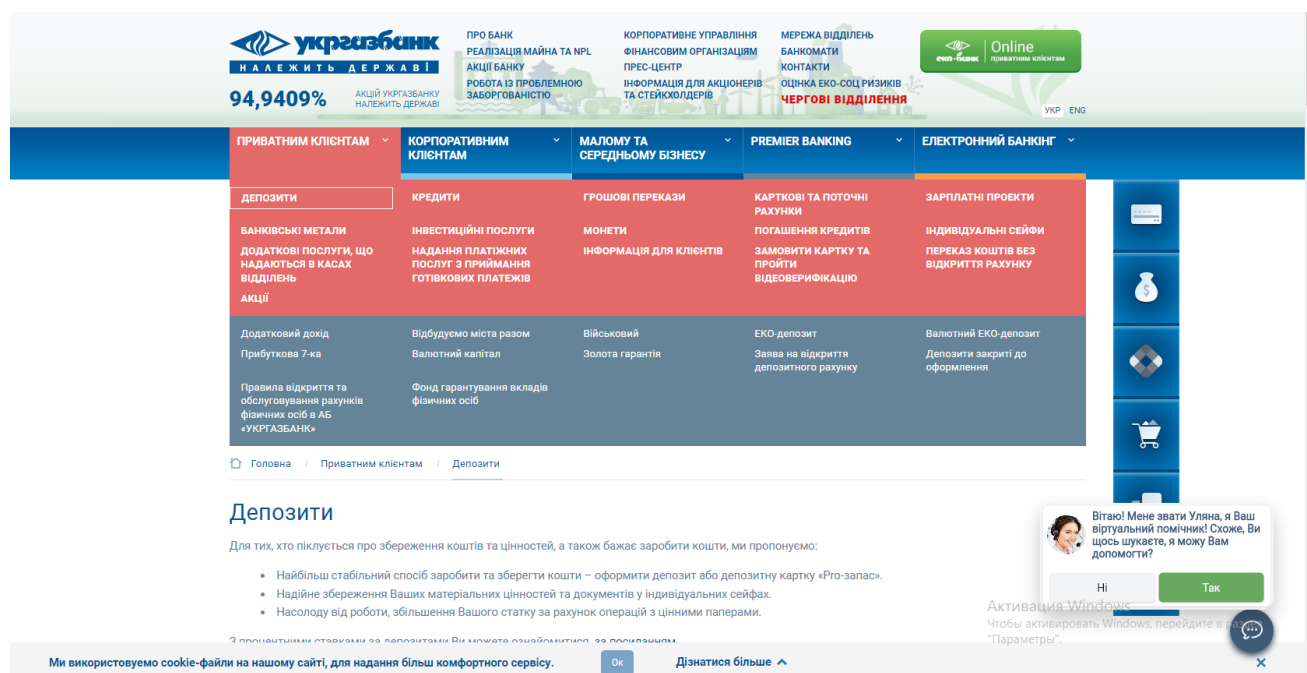 укргазбанк
НАЛЕЖИТЬ ДЕРЖАВІ
94,9409%
АКЦІЙ УКРГАЗБАНКУ
НАЛЕЖИТЬ ДЕРЖАВІ
ПРО БАНК
РЕАЛІЗАЦІЯ МАЙНА ТА NPL
АКЦІЇ БАНКУ
РОБОТА ІЗ ПРОБЛЕМНОЮ
ЗАБОРГОВАНІСТЮ
КОРПОРАТИВНЕ УПРАВЛІННЯ
ФІНАНСОВИМ ОРГАНІЗАЦІЯМ
ПРЕС-ЦЕНТР
ІНФОРМАЦІЯ ДЛЯ АКЦІОНЕРІВ
ТА СТЕЙКХОЛДЕРІВ
МЕРЕЖА ВІДДІЛЕНЬ
БАНКОМАТИ
КОНТАКТИ
ОЦІНКА ЕКО-СОЦ РИЗИКІВ
ЧЕРГОВІ ВІДДІЛЕННЯ
еко-банк
Online
приватним клієнтам
УКР ENG
ПРИВАТНИМ КЛІЄНТАМ
КОРПОРАТИВНИМ
КЛІЄНТАМ
МАЛОМУ ТА
СЕРЕДНЬОМУ БІЗНЕСУ
PREMIER BANKING
ЕЛЕКТРОННИЙ БАНКІНГ
ДЕПОЗИТИ
КРЕДИТИ
ГРОШОВІ ПЕРЕКАЗИ
КАРТКОВІ ТА ПОТОЧНІ
РАХУНКИ
ЗАРПЛАТНІ ПРОЕКТИ
БАНКІВСЬКІ МЕТАЛИ
ІНВЕСТИЦІЙНІ ПОСЛУГИ
МОНЕТИ
ПОГАШЕННЯ КРЕДИТІВ
ІНДИВІДУАЛЬНІ СЕЙФИ
ДОДАТКОВІ ПОСЛУГИ, ЩО
НАДАЮТЬСЯ В КАСАХ
ВІДДІЛЕНЬ
НАДАННЯ ПЛАТІЖНИХ
ПОСЛУГ З ПРИЙМАННЯ
ГОТІВКОВИХ ПЛАТЕЖІВ
ІНФОРМАЦІЯ ДЛЯ КЛІЄНТІВ
ЗАМОВИТИ КАРТКУ ТА
ПРОЙТИ
ВІДЕОВЕРИФІКАЦІЮ
ПЕРЕКАЗ КОШТІВ БЕЗ
ВІДКРИТТЯ РАХУНКУ
АКЦІЇ
Додатковий дохід
Відбудуємо міста разом
Військовий
ЕКО-депозит
Валютний ЕКО-депозит
Прибуткова 7-ка
Валютний капітал
Золота гарантія
Заява на відкриття
депозитного рахунку
Депозити закриті до
оформлення
Правила відкриття та
обслуговування рахунків
фізичних осіб в АБ
«УКРГАЗБАНК»
Фонд гарантування вкладів
фізичних осіб
Головна / Приватним клієнтам / Депозити
Депозити
Для тих, хто піклується про збереження коштів та цінностей, а також бажає заробити кошти, ми пропонуємо:
• Найбільш стабільний спосіб заробити та зберегти кошти – оформити депозит або депозитну картку «Pro-запас».
• Надійне збереження Ваших матеріальних цінностей та документів у індивідуальних сейфах.
• Насолоду від роботи, збільшення Вашого статку за рахунок операцій з цінними паперами.
З процентними ставками за депозитами Ви можете ознайомитися за посиланням
Вітаю! Мене звати Уляна, я Ваш
віртуальний помічник! Схоже, Ви
щось шукаєте, я можу Вам
допомогти?
Ні
Так
Активация Windows
Чтобы активировать Windows, перейдите в раздел
"Параметры".
Ми використовуємо cookie-файли на нашому сайті, для надання більш комфортного сервісу.
Ок
Дізнатися більше